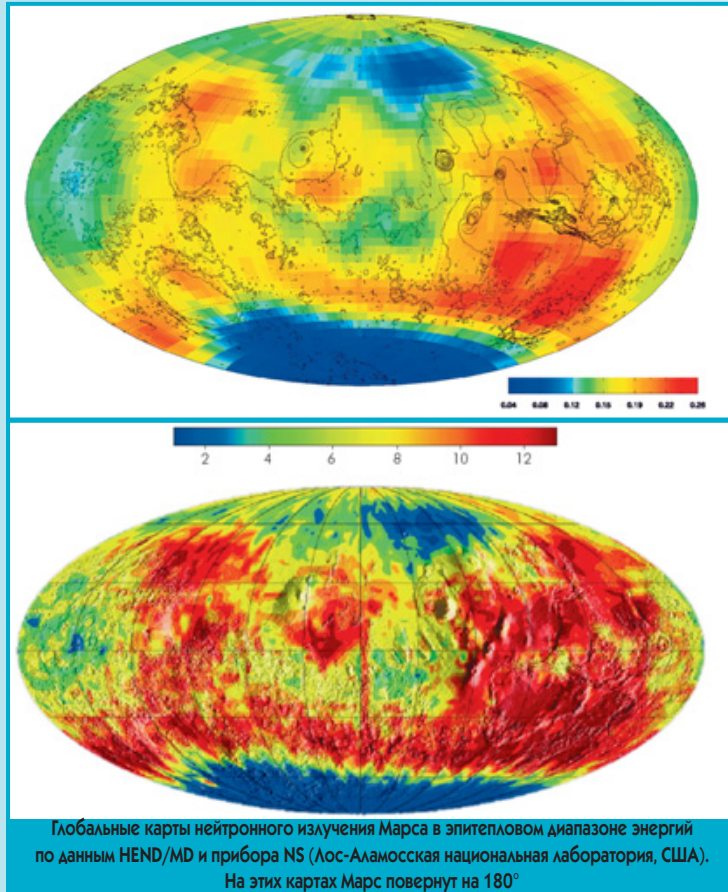 0.04 0.08 0.12 0.15 0.19 0.22 0.26
2 4 6 8 10 12
Глобальные карты нейтронного излучения Марса в эпитепловом диапазоне энергий
по данным HEND/MD и прибора NS (Лос-Аламосская национальная лаборатория, США).
На этих картах Марс повернут на 180°